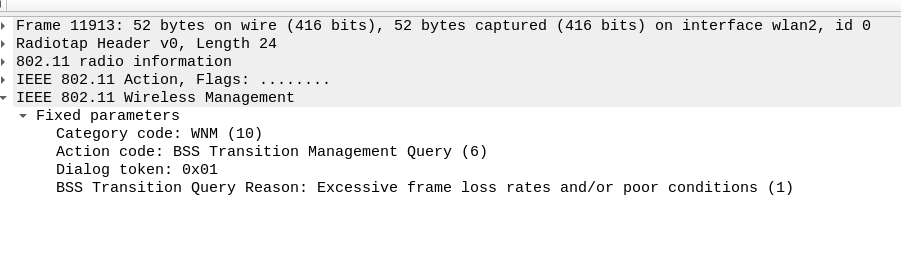 Frame 11913: 52 bytes on wire (416 bits), 52 bytes captured (416 bits) on interface wlan2, id 0
Radiotap Header v0, Length 24
802.11 radio information
IEEE 802.11 Action, Flags: ........
IEEE 802.11 Wireless Management
Fixed parameters
Category code: WNM (10)
Action code: BSS Transition Management Query (6)
Dialog token: 0x01
BSS Transition Query Reason: Excessive frame loss rates and/or poor conditions (1)